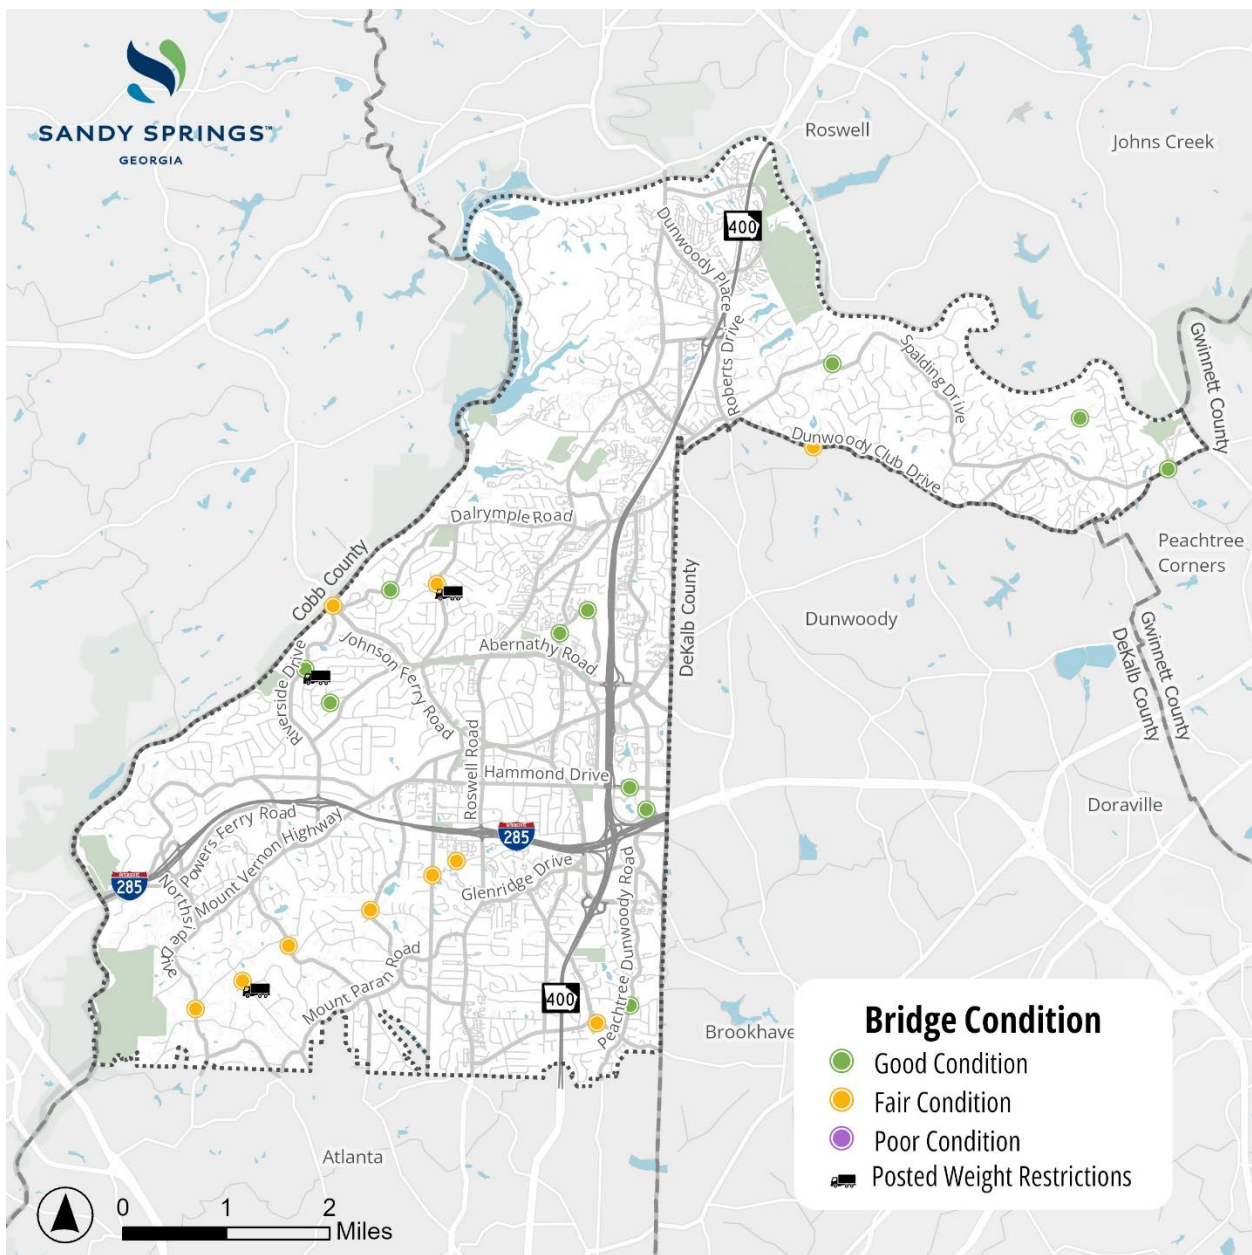 SANDY SPRINGS™
GEORGIA
Roswell
Johns Creek
400
Dunwoody Place
Roberts Drive
Spalding Drive
Gwinnett County
Dunwoody Club Drive
Dalrymple Road
Peachtree
Corners
Cobb County
DeKalb County
Dunwoody
Gwinnett County
DeKalb County
Johnson Ferry Road
Abernathy Road
Riverside Drive
Roswell Road
Hammond Drive
Doraville
Powers Ferry Road
285
Mount Vernon Highway
285
Glenridge Drive
Northside Drive
Peachtree Dunwoody Road
Mount Paran Road
400
Brookhave
Bridge Condition
Good Condition
Fair Condition
Poor Condition
Posted Weight Restrictions
Atlanta
0 1 2
Miles